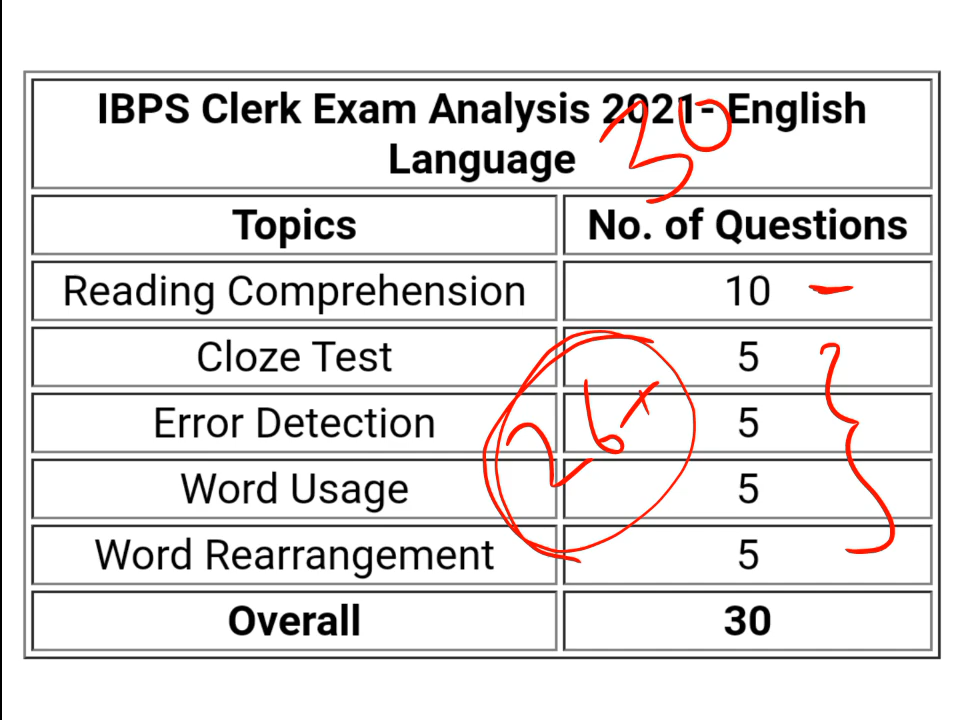 IBPS Clerk Exam Analysis 2021- English
Language
30
Topics No. of Questions
Reading Comprehension 10 –
Cloze Test 5
Error Detection 5
26+
Word Usage 5
Word Rearrangement 5
Overall 30